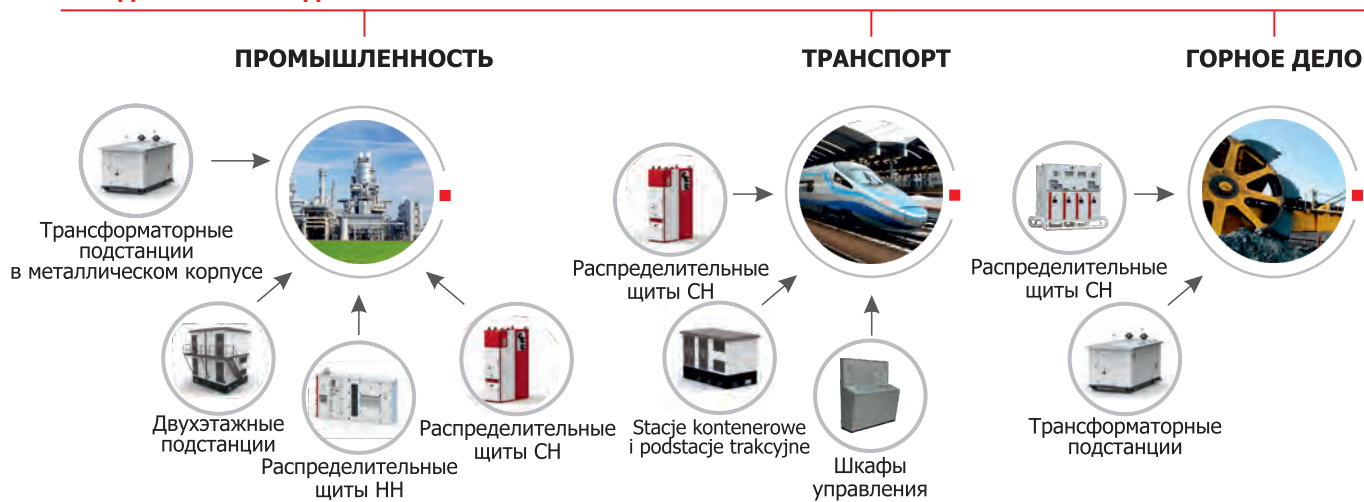 ПРОМЫШЛЕННОСТЬ
Трансформаторные
подстанции
в металлическом корпусе
Двухэтажные
подстанции
Распределительные
щиты НН
Распределительные
щиты СН
ТРАНСПОРТ
Распределительные
щиты СН
Stacje kontenerowe
i podstacje trakcyjne
Шкафы
управления
ГОРНОЕ ДЕЛО
Распределительные
щиты СН
Трансформаторные
подстанции